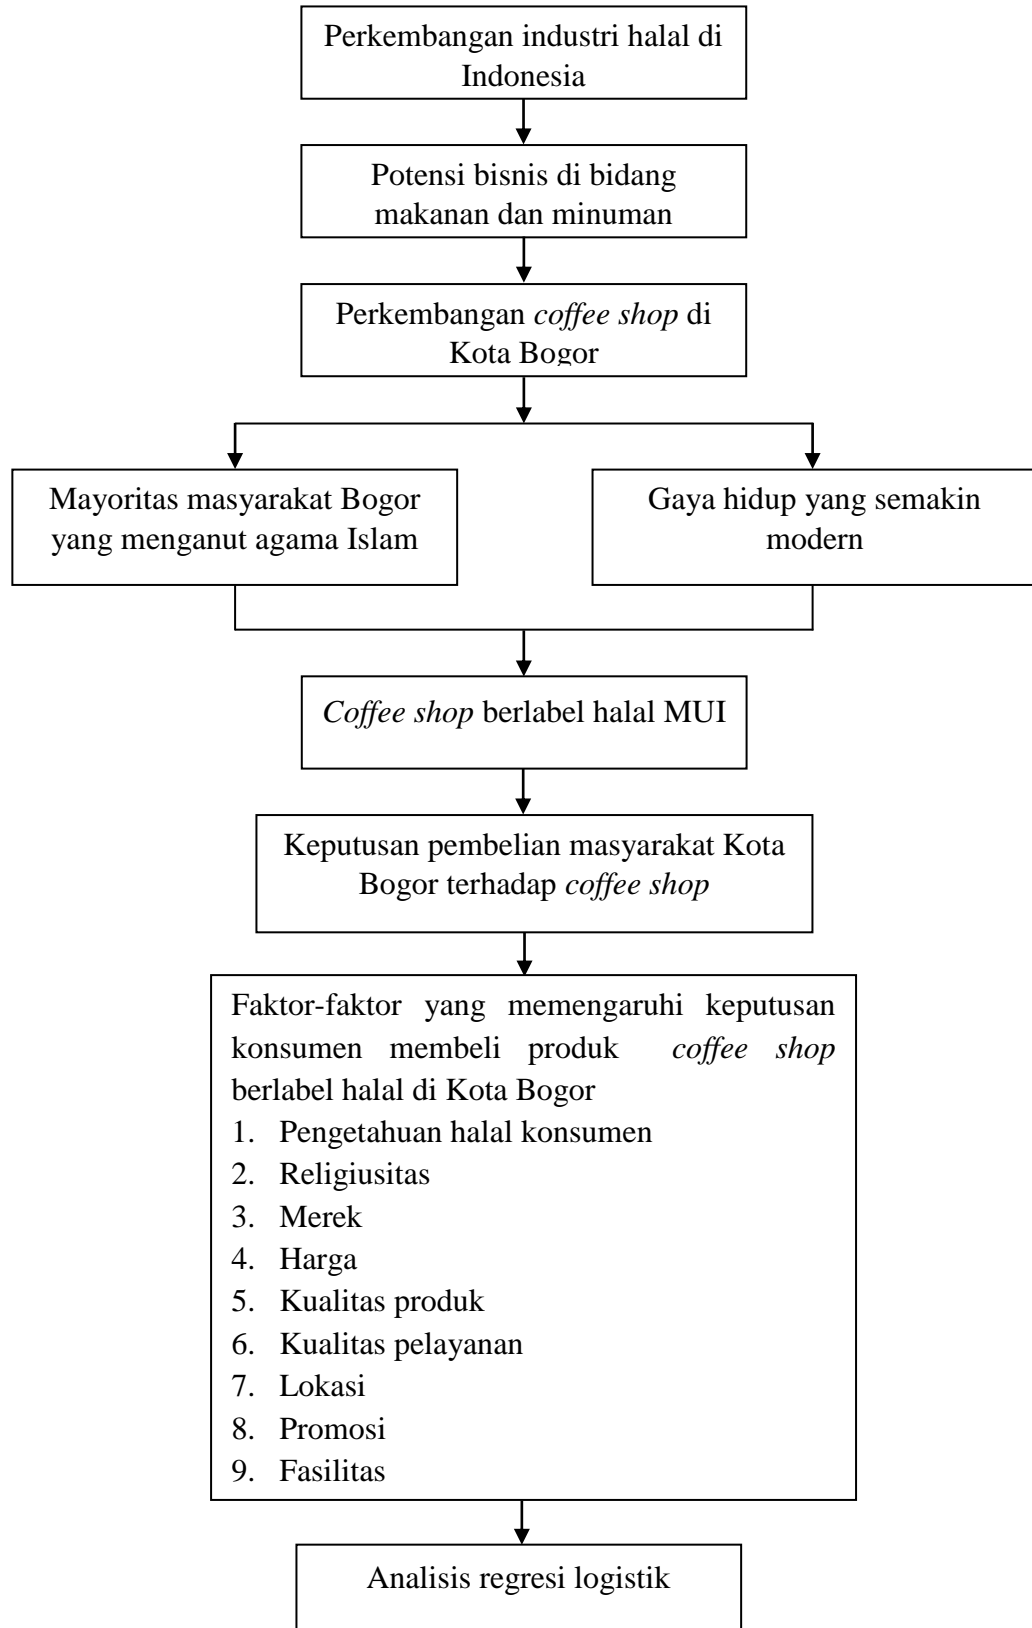 Perkembangan industri halal di
Indonesia
Potensi bisnis di bidang
makanan dan minuman
Perkembangan coffee shop di
Kota Bogor
Mayoritas masyarakat Bogor
yang menganut agama Islam
Gaya hidup yang semakin
modern
Coffee shop berlabel halal MUI
Keputusan pembelian masyarakat Kota
Bogor terhadap coffee shop
Faktor-faktor yang memengaruhi keputusan
konsumen membeli produk coffee shop
berlabel halal di Kota Bogor
1. Pengetahuan halal konsumen
2. Religiusitas
3. Merek
4. Harga
5. Kualitas produk
6. Kualitas pelayanan
7. Lokasi
8. Promosi
9. Fasilitas
Analisis regresi logistik